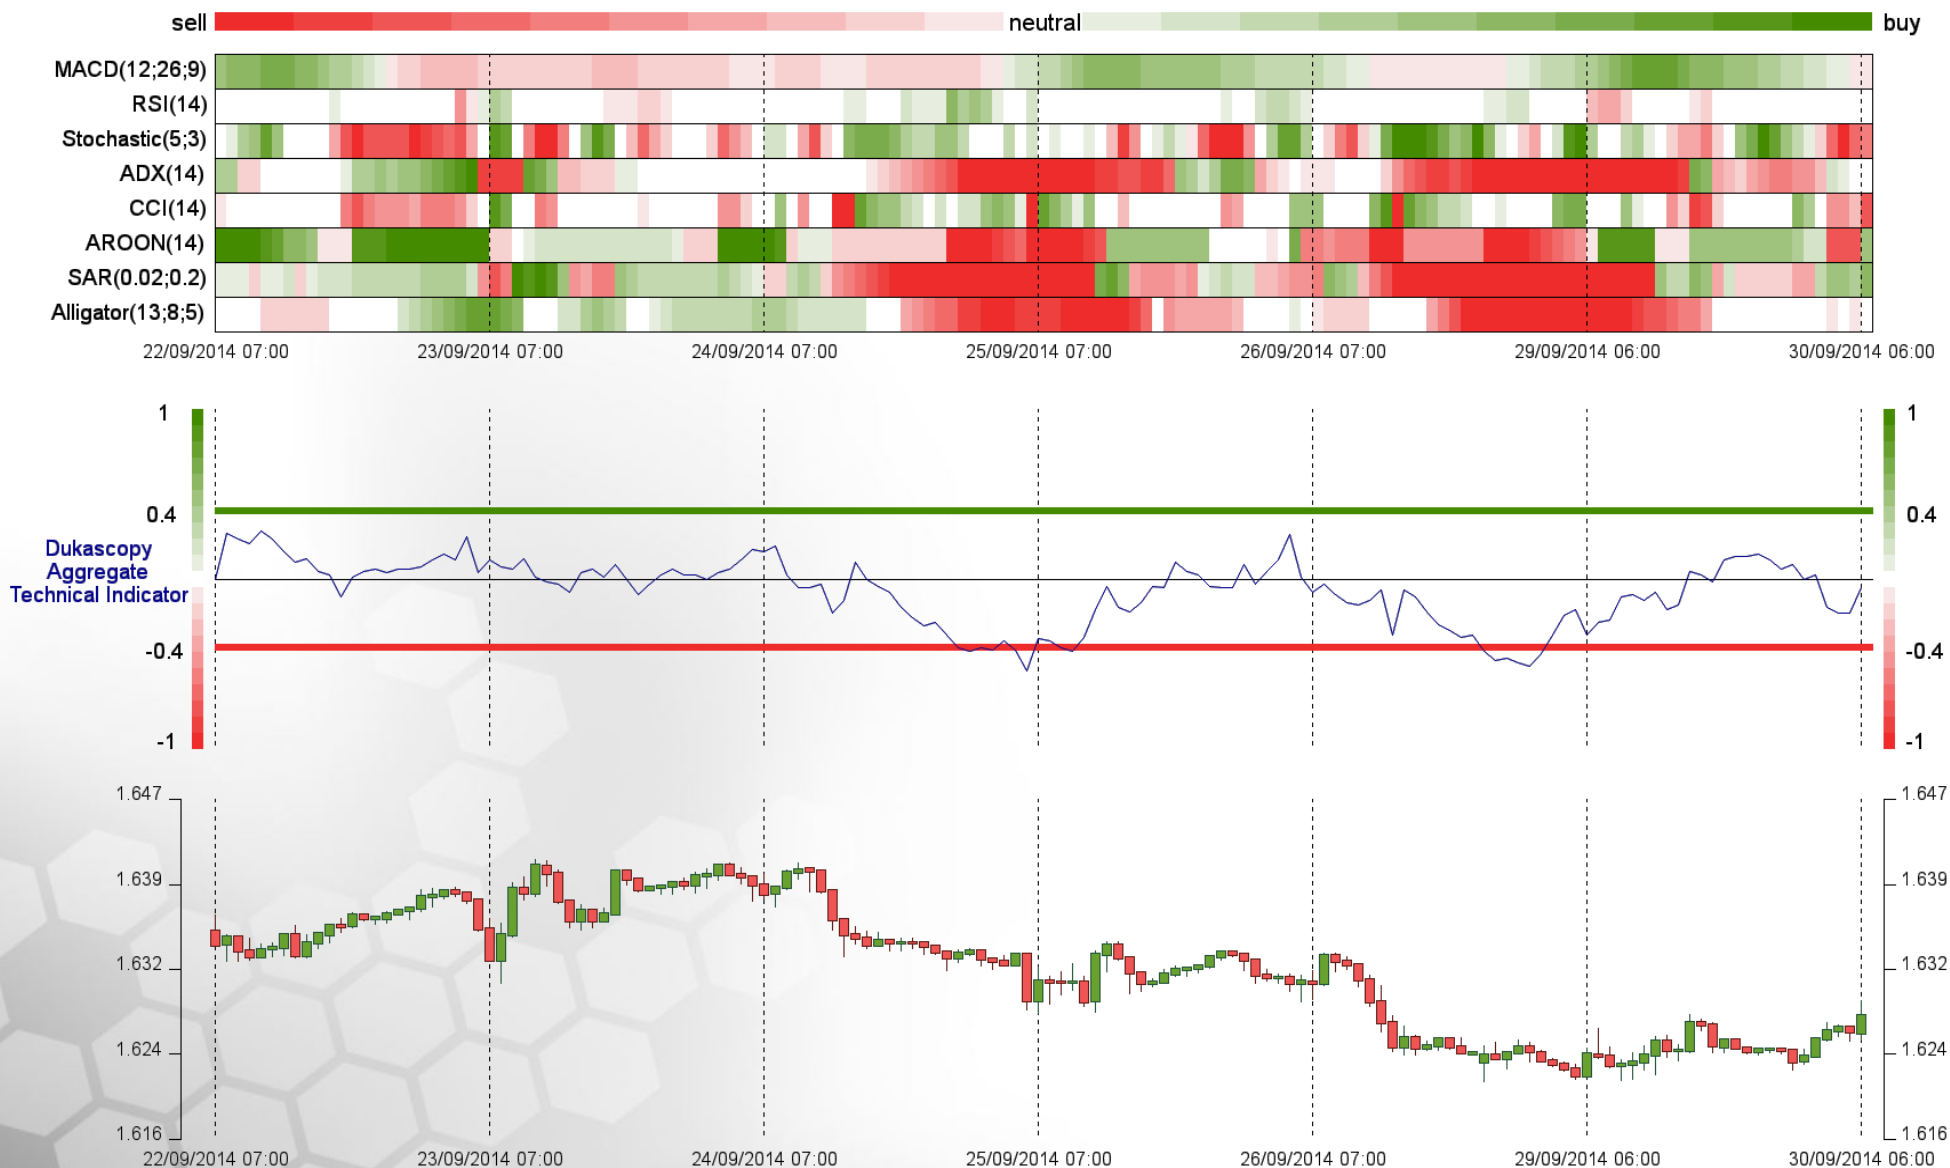 sell neutral buy
MACD(12;26;9)
RSI(14)
Stochastic(5;3)
ADX(14)
CCI(14)
AROON(14)
SAR(0.02;0.2)
Alligator(13;8;5)
22/09/2014 07:00 23/09/2014 07:00 24/09/2014 07:00 25/09/2014 07:00 26/09/2014 07:00 29/09/2014 06:00 30/09/2014 06:00
1 1
0.4 0.4
Dukascopy
Aggregate
Technical Indicator
-0.4 -0.4
-1 -1
1.647 1.647
1.639 1.639
1.632 1.632
1.624 1.624
1.616 1.616
22/09/2014 07:00 23/09/2014 07:00 24/09/2014 07:00 25/09/2014 07:00 26/09/2014 07:00 29/09/2014 06:00 30/09/2014 06:00